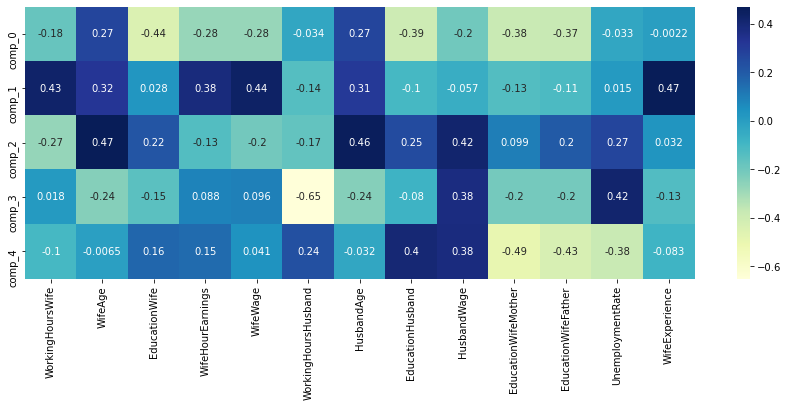 comp_0 -0.18 0.27 -0.44 -0.28 -0.28 -0.034 0.27 -0.39 -0.2 -0.38 -0.37 -0.033 -0.0022
comp_1 0.43 0.32 0.028 0.38 0.44 -0.14 0.31 -0.1 -0.057 -0.13 -0.11 0.015 0.47
comp_2 -0.27 0.47 0.22 -0.13 -0.2 -0.17 0.46 0.25 0.42 0.099 0.2 0.27 0.032
comp_3 0.018 -0.24 -0.15 0.088 0.096 -0.65 -0.24 -0.08 0.38 -0.2 -0.2 0.42 -0.13
comp_4 -0.1 -0.0065 0.16 0.15 0.041 0.24 -0.032 0.4 0.38 -0.49 -0.43 -0.38 -0.083
WorkingHoursWife
WifeAge
EducationWife
WifeHourEarnings
WifeWage
WorkingHoursHusband
HusbandAge
EducationHusband
HusbandWage
EducationWifeMother
EducationWifeFather
UnemploymentRate
WifeExperience
0.4
0.2
0.0
−0.2
−0.4
−0.6